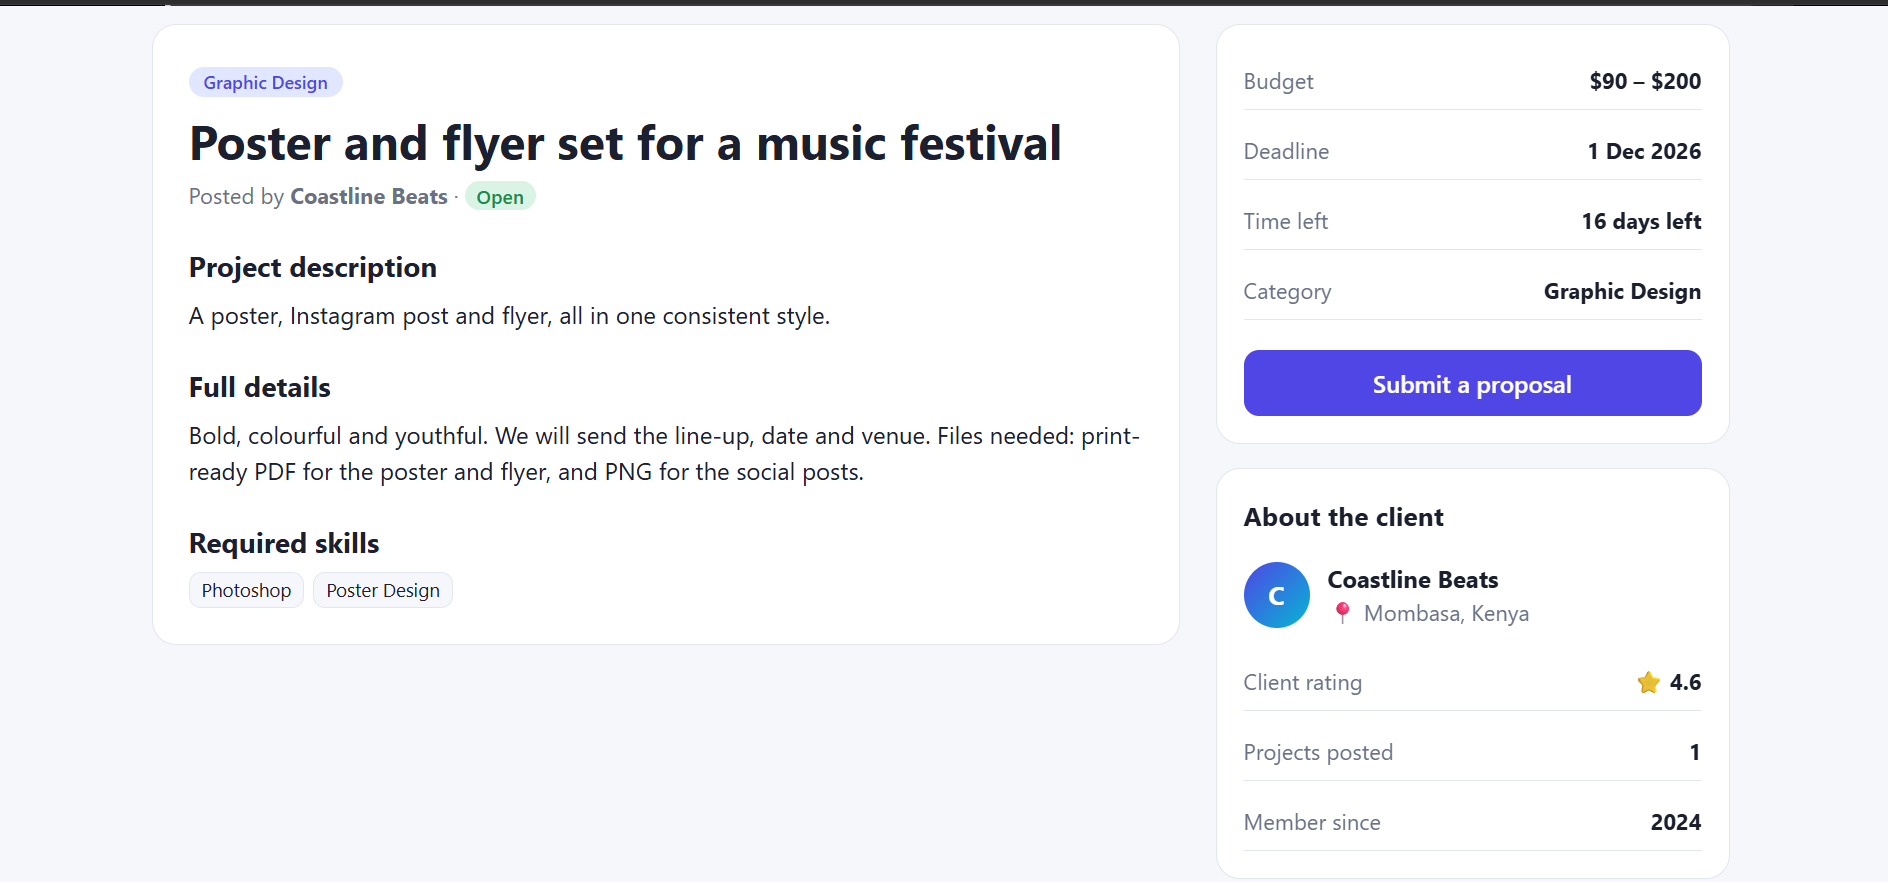 Graphic Design
Poster and flyer set for a music festival
Posted by Coastline Beats · Open
Project description
A poster, Instagram post and flyer, all in one consistent style.
Full details
Bold, colourful and youthful. We will send the line-up, date and venue. Files needed: print-
ready PDF for the poster and flyer, and PNG for the social posts.
Required skills
Photoshop Poster Design
Budget $90 – $200
Deadline 1 Dec 2026
Time left 16 days left
Category Graphic Design
Submit a proposal
About the client
C
Coastline Beats
Mombasa, Kenya
Client rating 4.6
Projects posted 1
Member since 2024